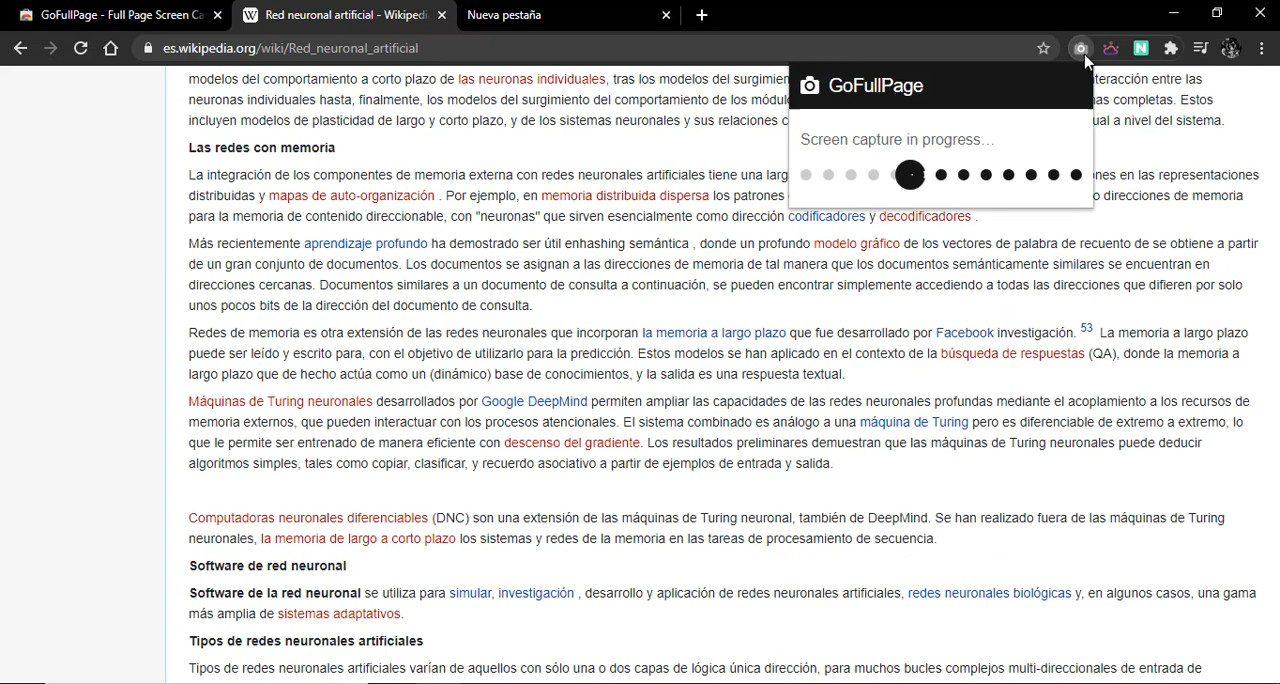 GoFullPage - Full Page Screen Ca
Red neuronal artificial - Wikipedi
Nueva pestaña
es.wikipedia.org/wiki/Red_neuronal_artificial
GoFullPage
Screen capture in progress…
modelos del comportamiento a corto plazo de las neuronas individuales, tras los modelos del surgimien
interacción entre las
neuronas individuales hasta, finalmente, los modelos del surgimiento del comportamiento de los módul
as completas. Estos
incluyen modelos de plasticidad de largo y corto plazo, y de los sistemas neuronales y sus relaciones c
ual a nivel del sistema.
Las redes con memoria
La integración de los componentes de memoria externa con redes neuronales artificiales tiene una larg
ones en las representaciones
distribuidas y mapas de auto-organización . Por ejemplo, en memoria distribuida dispersa los patrones
o direcciones de memoria
para la memoria de contenido direccionable, con "neuronas" que sirven esencialmente como dirección codificadores y decodificadores .
Más recientemente aprendizaje profundo ha demostrado ser útil enhashing semántica , donde un profundo modelo gráfico de los vectores de palabra de recuento de se obtiene a partir
de un gran conjunto de documentos. Los documentos se asignan a las direcciones de memoria de tal manera que los documentos semánticamente similares se encuentran en
direcciones cercanas. Documentos similares a un documento de consulta a continuación, se pueden encontrar simplemente accediendo a todas las direcciones que difieren por solo
unos pocos bits de la dirección del documento de consulta.
Redes de memoria es otra extensión de las redes neuronales que incorporan la memoria a largo plazo que fue desarrollado por Facebook investigación. 53 La memoria a largo plazo
puede ser leído y escrito para, con el objetivo de utilizarlo para la predicción. Estos modelos se han aplicado en el contexto de la búsqueda de respuestas (QA), donde la memoria a
largo plazo que de hecho actúa como un (dinámico) base de conocimientos, y la salida es una respuesta textual.
Máquinas de Turing neuronales desarrollados por Google DeepMind permiten ampliar las capacidades de las redes neuronales profundas mediante el acoplamiento a los recursos de
memoria externos, que pueden interactuar con los procesos atencionales. El sistema combinado es análogo a una máquina de Turing pero es diferenciable de extremo a extremo, lo
que le permite ser entrenado de manera eficiente con descenso del gradiente. Los resultados preliminares demuestran que las máquinas de Turing neuronales puede deducir
algoritmos simples, tales como copiar, clasificar, y recuerdo asociativo a partir de ejemplos de entrada y salida.
Computadoras neuronales diferenciables (DNC) son una extensión de las máquinas de Turing neuronal, también de DeepMind. Se han realizado fuera de las máquinas de Turing
neuronales, la memoria de largo a corto plazo los sistemas y redes de la memoria en las tareas de procesamiento de secuencia.
Software de red neuronal
Software de la red neuronal se utiliza para simular, investigación , desarrollo y aplicación de redes neuronales artificiales, redes neuronales biológicas y, en algunos casos, una gama
más amplia de sistemas adaptativos.
Tipos de redes neuronales artificiales
Tipos de redes neuronales artificiales varían de aquellos con sólo una o dos capas de lógica única dirección, para muchos bucles complejos multi-direccionales de entrada de